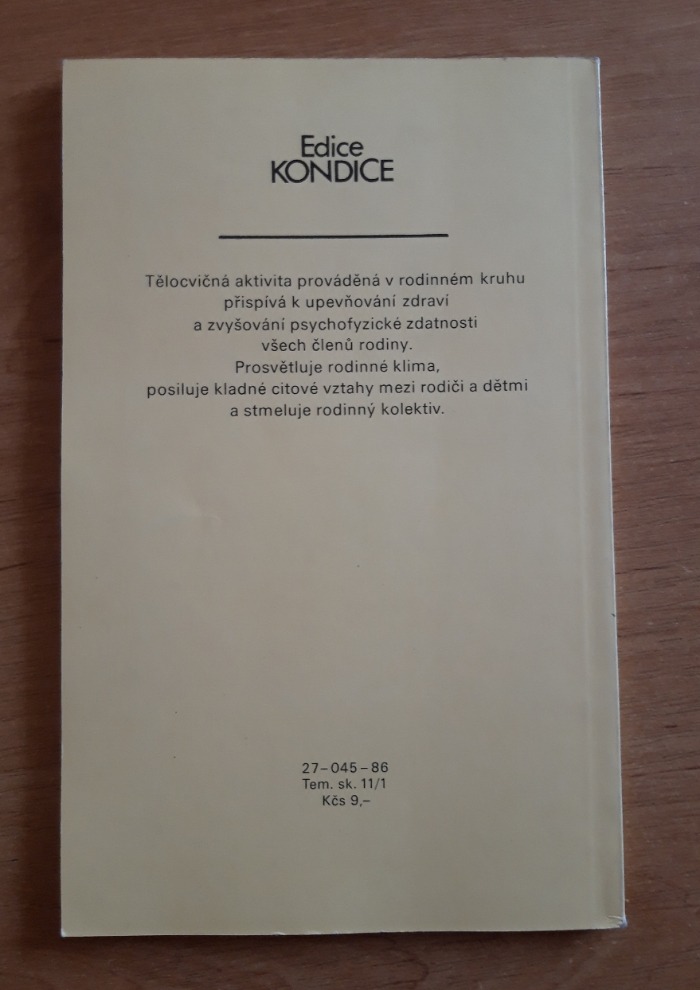 Edice
KONDICE
Tělocvičná aktivita prováděná v rodinném kruhu
přispívá k upevňování zdraví
a zvyšování psychofyzické zdatnosti
všech členů rodiny.
Prosvětluje rodinné klima,
posiluje kladné citové vztahy mezi rodiči a dětmi
a stmeluje rodinný kolektiv.
27–045–86
Tem. sk. 11/1
Kčs 9,–